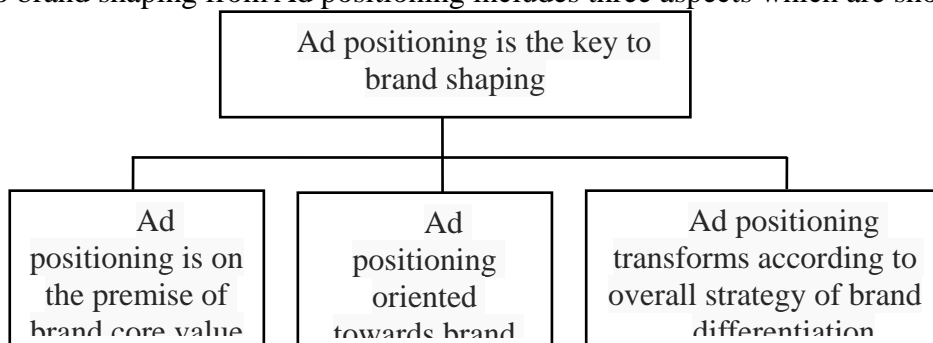 brand shaping from Ad positioning includes three aspects which are sho
Ad positioning is the key to
brand shaping
Ad
positioning is on
the premise of
brand core value
Ad
positioning
oriented
towards brand
Ad positioning
transforms according to
overall strategy of brand
differentiation